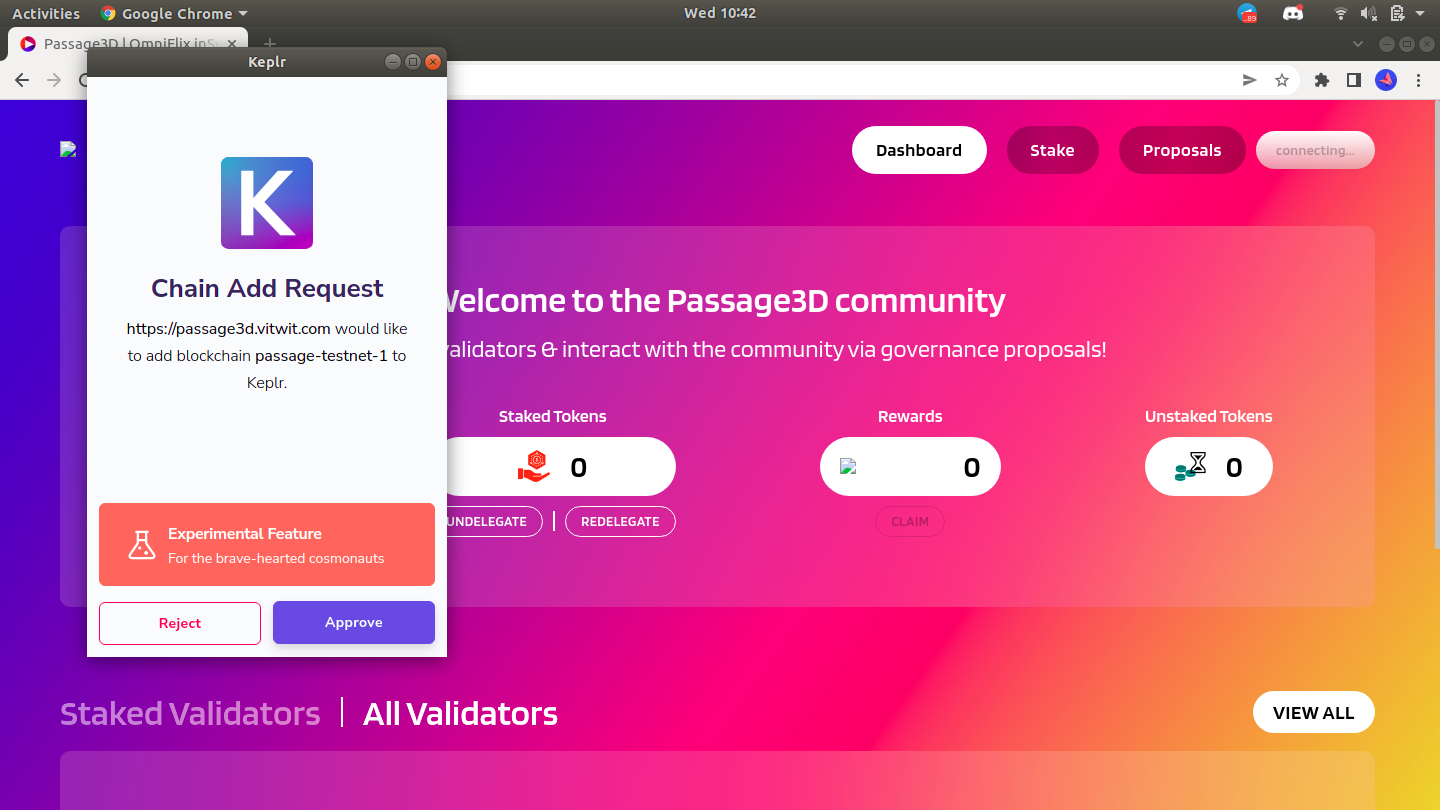 Activities
Google Chrome
Wed 10:42
89
Passage3D | OmniFlix inSy
Keplr
K
Chain Add Request
https://passage3d.vitwit.com would like
to add blockchain passage-testnet-1 to
Keplr.
Experimental Feature
For the brave-hearted cosmonauts
Reject
Approve
Dashboard
Stake
Proposals
connecting...
Welcome to the Passage3D community
validators & interact with the community via governance proposals!
Staked Tokens
0
UNDELEGATE
REDELEGATE
Rewards
0
CLAIM
Unstaked Tokens
0
Staked Validators
All Validators
VIEW ALL